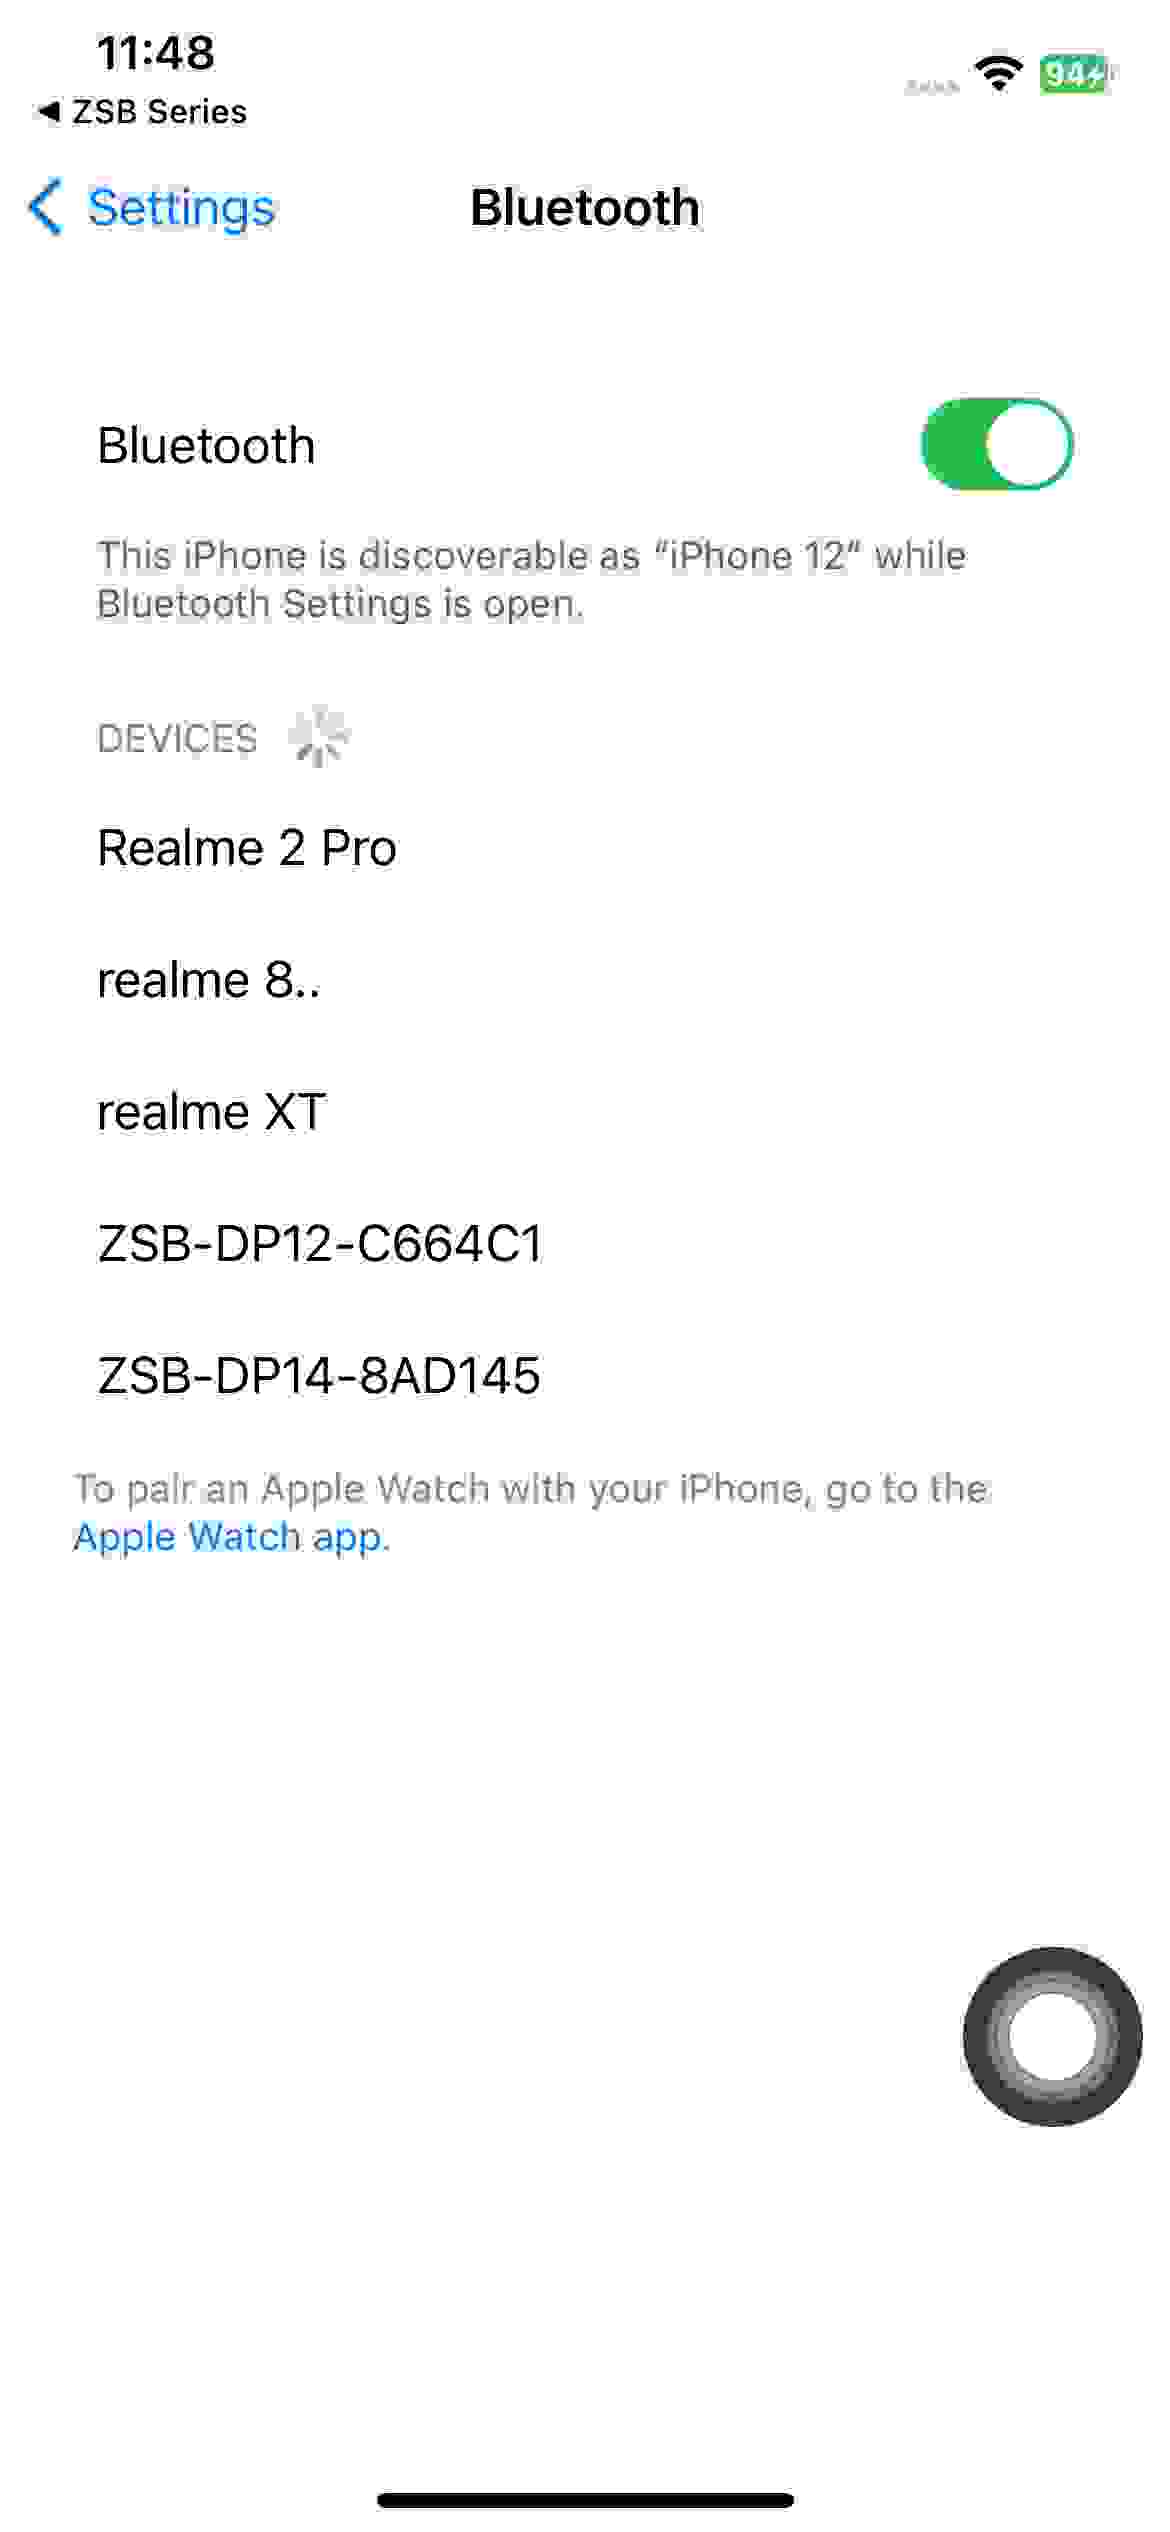 11:48
94
◀ ZSB Series
Settings
Bluetooth
Bluetooth
This iPhone is discoverable as “iPhone 12” while
Bluetooth Settings is open.
DEVICES
Realme 2 Pro
realme 8..
realme XT
ZSB-DP12-C664C1
ZSB-DP14-8AD145
To pair an Apple Watch with your iPhone, go to the
Apple Watch app.